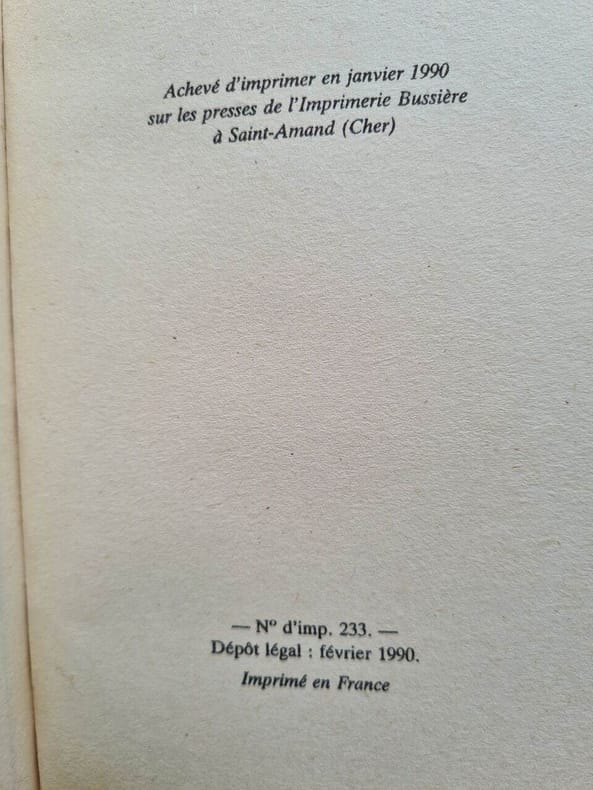 Achevé d'imprimer en janvier 1990
sur les presses de l'Imprimerie Bussière
à Saint-Amand (Cher)
— Nº d'imp. 233. —
Dépôt légal : février 1990.
Imprimé en France